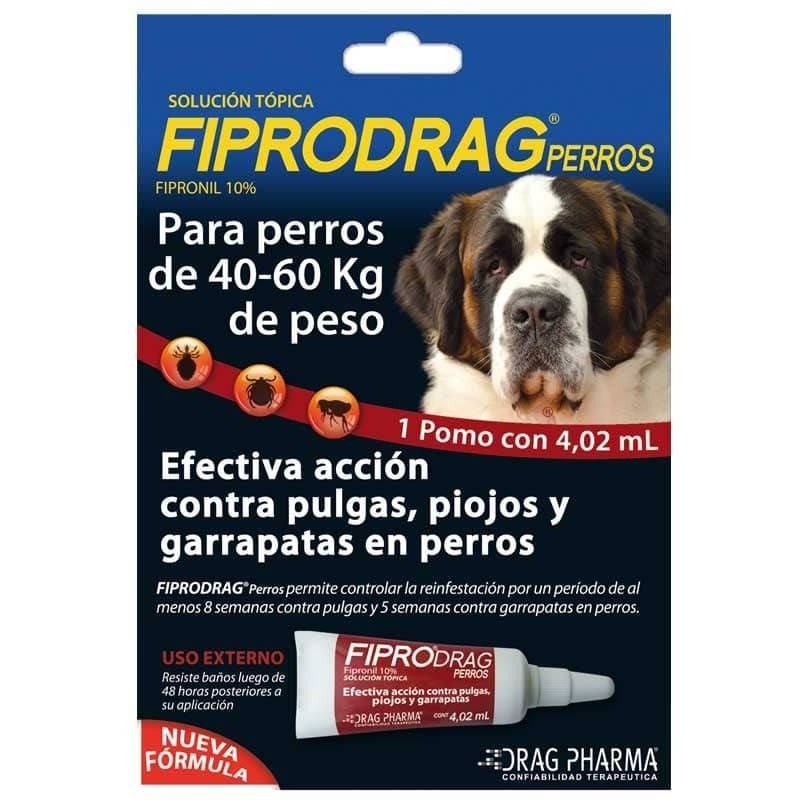 SOLUCIÓN TÓPICA
FIPRODRAG® PERROS
FIPRONIL 10%
Para perros
de 40-60 Kg
de peso
1 Pomo con 4,02 mL
Efectiva acción
contra pulgas, piojos y
garrapatas en perros
FIPRODRAG® Perros permite controlar la reinfestación por un período de al
menos 8 semanas contra pulgas y 5 semanas contra garrapatas en perros.
USO EXTERNO
Resiste baños luego de
48 horas posteriores a
su aplicación
NUEVA
FÓRMULA
FIPRODRAG®
Fipronil 10% PERROS
SOLUCIÓN TÓPICA
Efectiva acción contra pulgas,
piojos y garrapatas
DRAG PHARMA® CONT 4,02 mL
CONFIABILIDAD TERAPEUTICA
DRAG PHARMA®
CONFIABILIDAD TERAPEUTICA